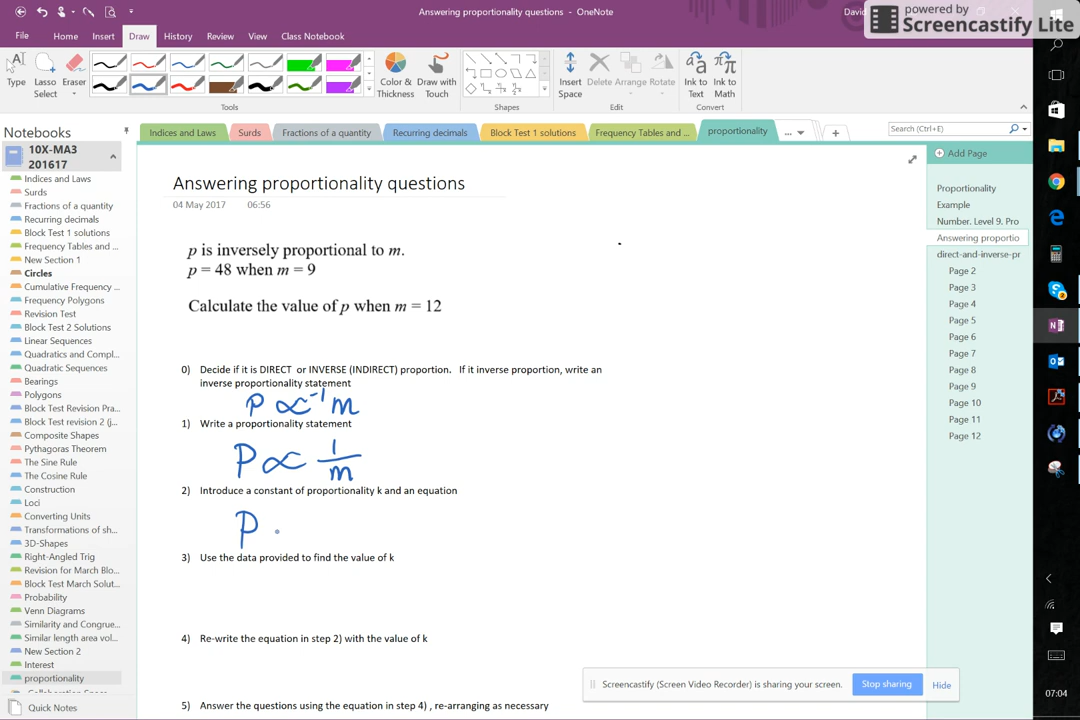 Answering proportionality questions - OneNote
David
powered by
Screencastify Lite
File
Home
Insert
Draw
History
Review
View
Class Notebook
Type
Lasso
Select
Eraser
Color
& Thickness
Draw with
Touch
Insert
Space
Delete
Arrange
Rotate
Ink to
Text
Ink to
Math
Tools
Shapes
Edit
Convert
Notebooks
10X-MA3
201617
Indices and Laws
Surds
Fractions of a quantity
Recurring decimals
Block Test 1 solutions
Frequency Tables and ...
proportionality
...
Search (Ctrl+E)
Indices and Laws
Surds
Fractions of a quantity
Recurring decimals
Block Test 1 solutions
Frequency Tables and ...
New Section 1
Circles
Cumulative Frequency ...
Frequency Polygons
Revision Test
Block Test 2 Solutions
Linear Sequences
Quadratics and Compl...
Quadratic Sequences
Bearings
Polygons
Block Test Revision Pra...
Block Test revision 2 (j...
Composite Shapes
Pythagoras Theorem
The Sine Rule
The Cosine Rule
Construction
Loci
Converting Units
Transformations of sh...
3D-Shapes
Right-Angled Trig
Revision for March Blo...
Block Test March Solut...
Probability
Venn Diagrams
Similarity and Congrue...
Similar length area vol...
New Section 2
Interest
proportionality
Quick Notes
Answering proportionality questions
04 May 2017 06:56
p is inversely proportional to m.
p = 48 when m = 9
Calculate the value of p when m = 12
0) Decide if it is DIRECT or INVERSE (INDIRECT) proportion. If it inverse proportion, write an
inverse proportionality statement
P ∝⁻¹ m
1) Write a proportionality statement
P ∝ 1/m
2) Introduce a constant of proportionality k and an equation
P
3) Use the data provided to find the value of k
4) Re-write the equation in step 2) with the value of k
5) Answer the questions using the equation in step 4) , re-arranging as necessary
Add Page
Proportionality
Example
Number. Level 9. Pro
Answering proportio
direct-and-inverse-pr
Page 2
Page 3
Page 4
Page 5
Page 6
Page 7
Page 8
Page 9
Page 10
Page 11
Page 12
Screencastify (Screen Video Recorder) is sharing your screen.
Stop sharing
Hide
07:04